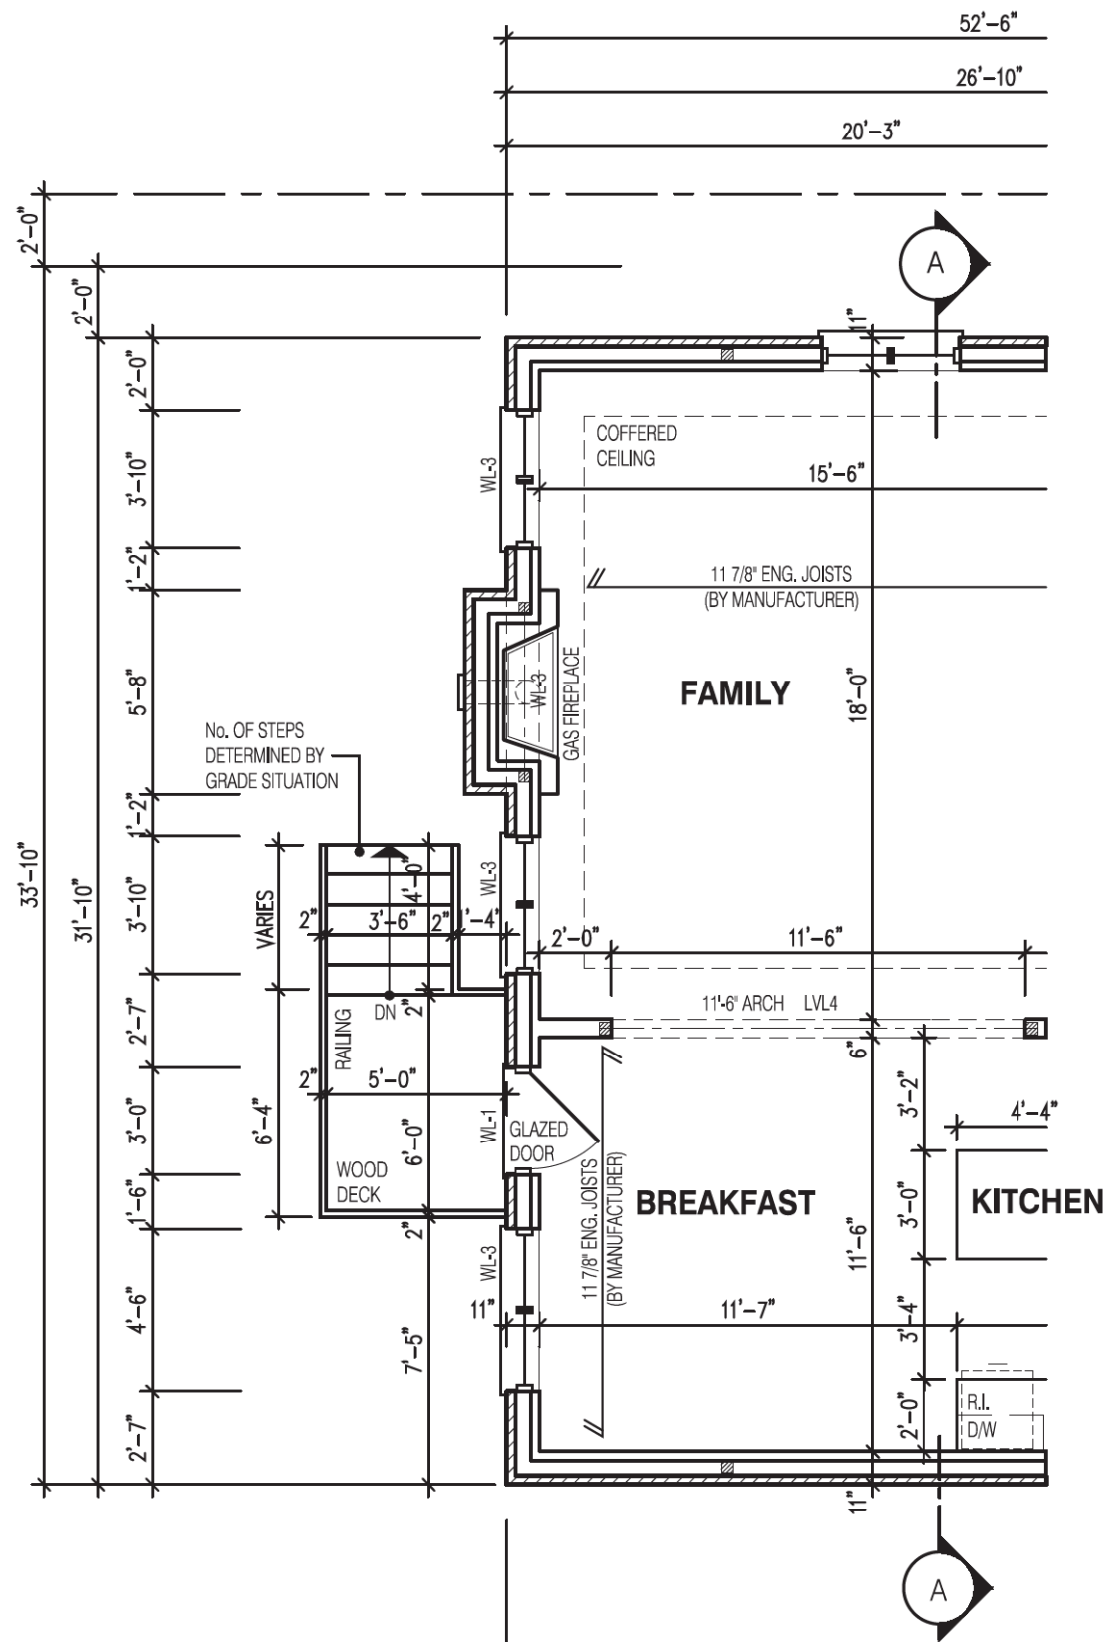 52'-6"
26'-10"
20'-3"
2'-0"
2'-0"
A
11"
2'-0"
COFFERED
CEILING
WL-3
15'-6"
3'-10"
11 7/8" ENG. JOISTS
(BY MANUFACTURER)
1'-2"
5'-8"
WL-3
GAS FIREPLACE
FAMILY
18'-0"
No. OF STEPS
DETERMINED BY
GRADE SITUATION
1'-2"
33'-10"
31'-10"
3'-10"
VARIES
4'-0"
WL-3
2"
3'-6"
2"
1'-4"
2'-0"
11'-6"
2'-7"
DN
2"
11'-6" ARCH LVL4
RAILING
6"
3'-2"
2"
5'-0"
4'-4"
3'-0"
6'-4"
6'-0"
WL-1
GLAZED
DOOR
WOOD
DECK
1'-6"
11 7/8" ENG. JOISTS
(BY MANUFACTURER)
BREAKFAST
11'-6"
3'-0"
KITCHEN
2"
WL-3
4'-6"
7'-5"
11"
11'-7"
3'-4"
R.I.
D/W
2'-0"
2'-7"
11"
A